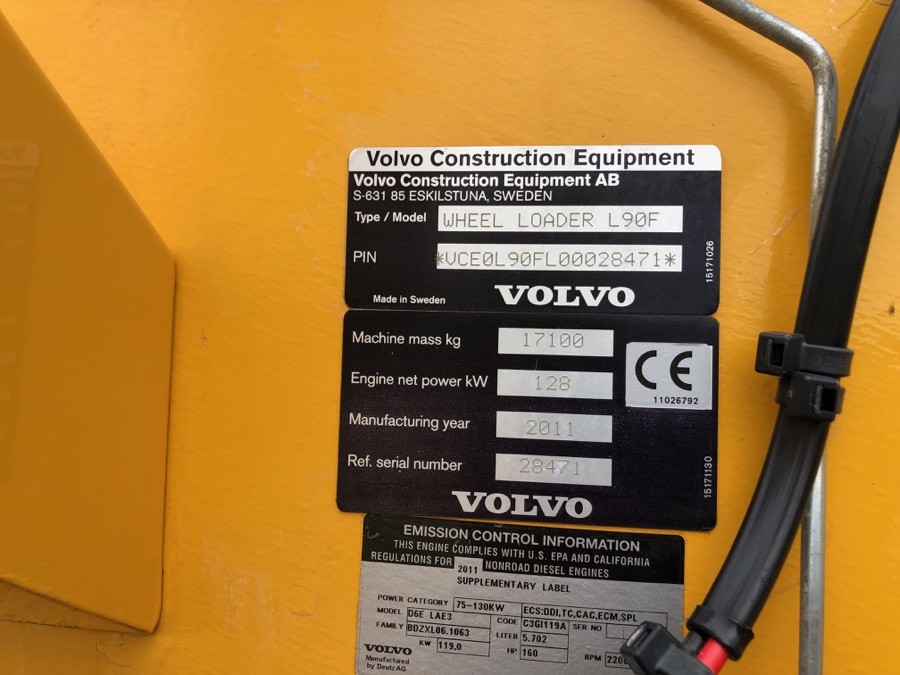 Volvo Construction Equipment
Volvo Construction Equipment AB
S-631 85 ESKILSTUNA, SWEDEN
Type / Model WHEEL LOADER L90F
PIN *VCE0L90FL00028471*
15171026
Made in Sweden VOLVO
Machine mass kg 17100
Engine net power kW 128
CE
11026792
Manufacturing year 2011
Ref. serial number 28471
15171130
VOLVO
EMISSION CONTROL INFORMATION
THIS ENGINE COMPLIES WITH U.S. EPA AND CALIFORNIA
REGULATIONS FOR 2011 NONROAD DIESEL ENGINES
SUPPLEMENTARY LABEL
POWER CATEGORY 75-130KW ECS:DDI,TC,CAC,ECM,SPL
MODEL D6E LAE3 CODE C3GI119A SER NO
FAMILY BDZXL06.1063 LITER 5.702
KW 119,0 HP 160 RPM
VOLVO
Manufactured
by Deutz AG